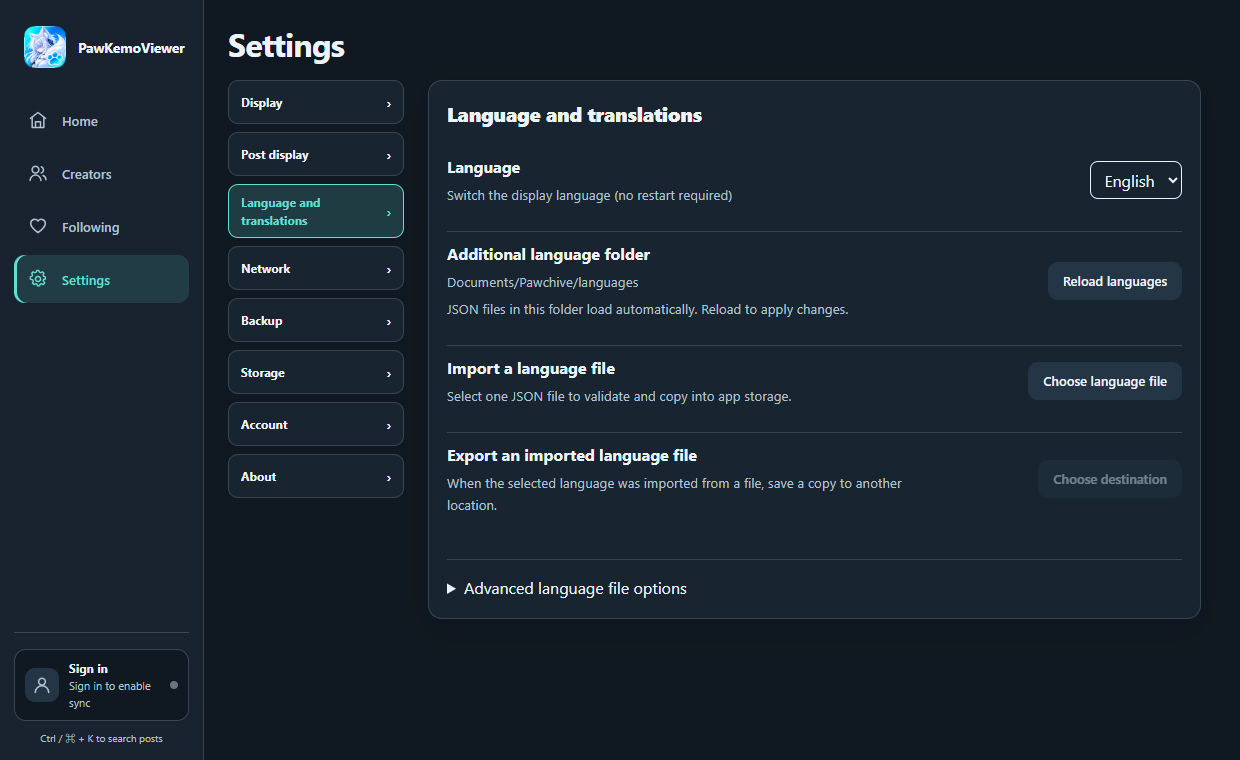 PawKemoViewer
Home
Creators
Following
Settings
Sign in
Sign in to enable
sync
Ctrl / ⌘ + K to search posts
Settings
Display
Post display
Language and
translations
Network
Backup
Storage
Account
About
Language and translations
Language
Switch the display language (no restart required)
English
Additional language folder
Documents/Pawchive/languages
JSON files in this folder load automatically. Reload to apply changes.
Reload languages
Import a language file
Select one JSON file to validate and copy into app storage.
Choose language file
Export an imported language file
When the selected language was imported from a file, save a copy to another
location.
Choose destination
Advanced language file options